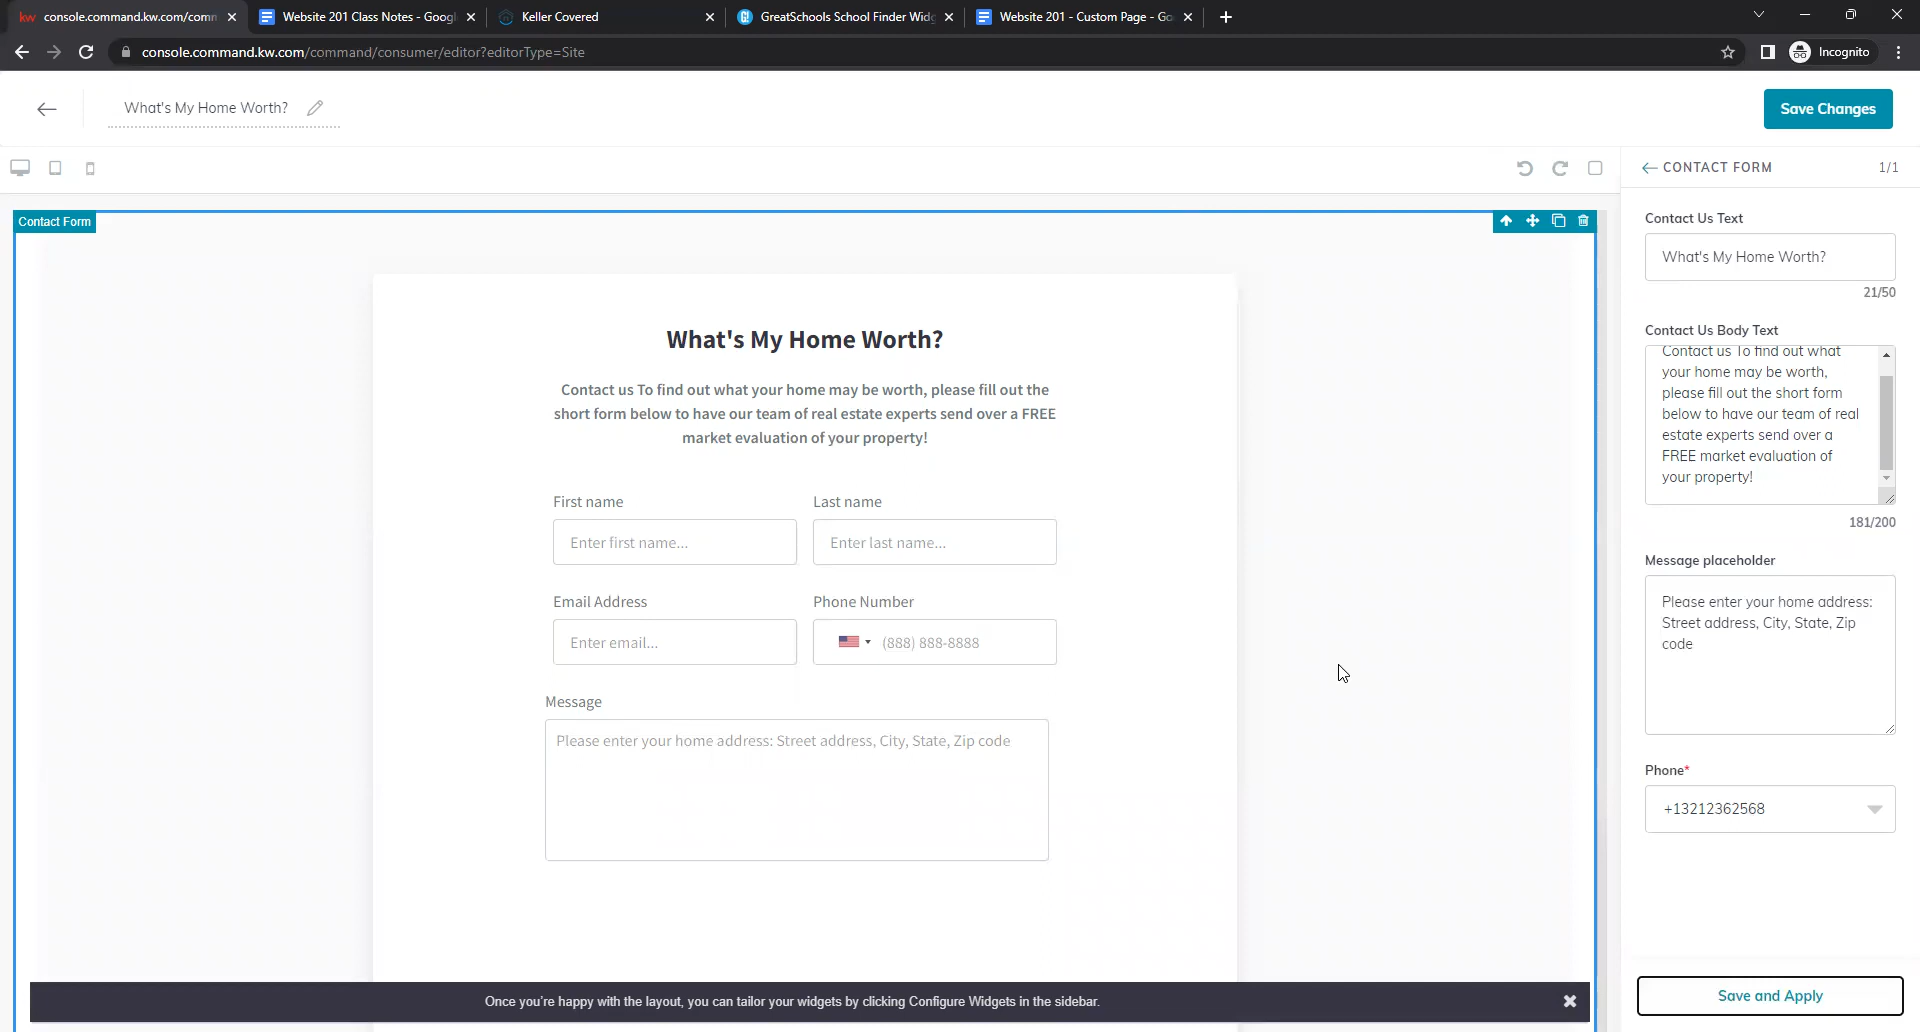 console.command.kw.com/comm
Website 201 Class Notes - Googl
Keller Covered
GreatSchools School Finder Widg
Website 201 - Custom Page - Go
console.command.kw.com/command/consumer/editor?editorType=Site
Incognito
What's My Home Worth?
Save Changes
CONTACT FORM
1/1
Contact Form
Contact Us Text
What's My Home Worth?
21/50
Contact Us Body Text
Contact us To find out what
your home may be worth,
please fill out the short form
below to have our team of real
estate experts send over a
FREE market evaluation of
your property!
181/200
Message placeholder
Please enter your home address:
Street address, City, State, Zip
code
Phone*
+13212362568
Save and Apply
What's My Home Worth?
Contact us To find out what your home may be worth, please fill out the
short form below to have our team of real estate experts send over a FREE
market evaluation of your property!
First name
Last name
Enter first name...
Enter last name...
Email Address
Phone Number
Enter email...
(888) 888-8888
Message
Please enter your home address: Street address, City, State, Zip code
Once you're happy with the layout, you can tailor your widgets by clicking Configure Widgets in the sidebar.